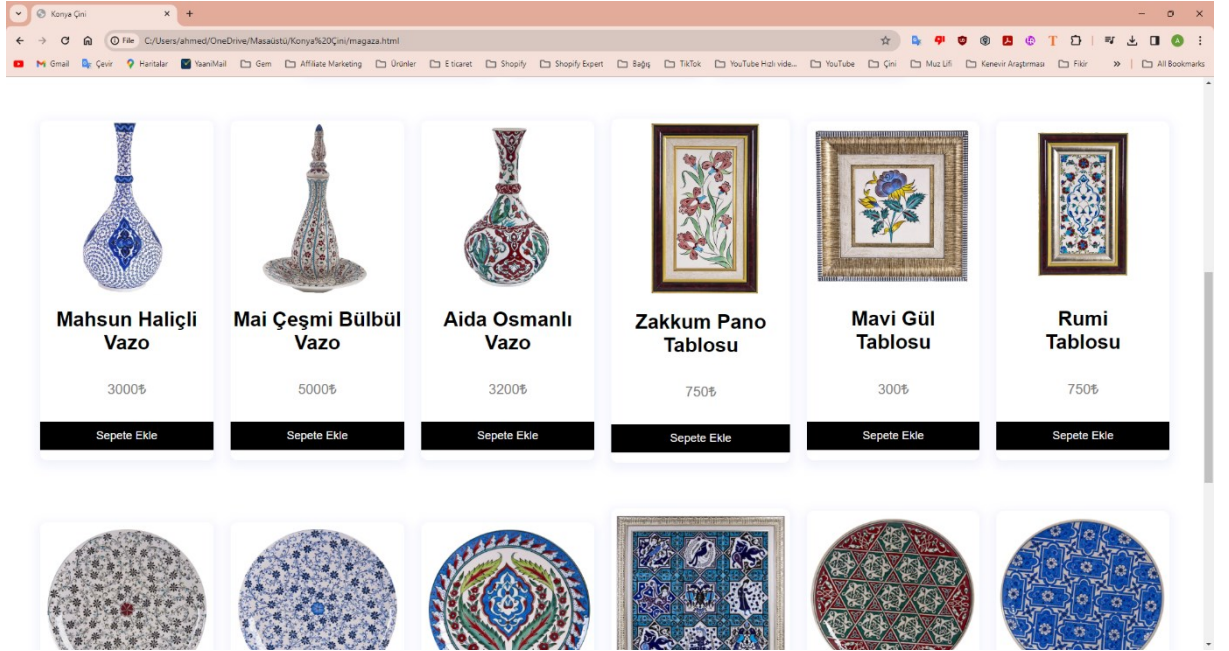 Konya Çini
File
C:/Users/ahmed/OneDrive/Masaüstü/Konya%20Çini/magaza.html
Gmail
Çevir
Haritalar
YaaniMail
Gem
Affiliate Marketing
Ürünler
E ticaret
Shopify
Shopify Expert
Bağış
TikTok
YouTube Hızlı vide...
YouTube
Çini
Muz Lifi
Kenevir Araştırması
Fikir
All Bookmarks
Mahsun Haliçli
Vazo
3000₺
Sepete Ekle
Mai Çeşmi Bülbül
Vazo
5000₺
Sepete Ekle
Aida Osmanlı
Vazo
3200₺
Sepete Ekle
Zakkum Pano
Tablosu
750₺
Sepete Ekle
Mavi Gül
Tablosu
300₺
Sepete Ekle
Rumi
Tablosu
750₺
Sepete Ekle